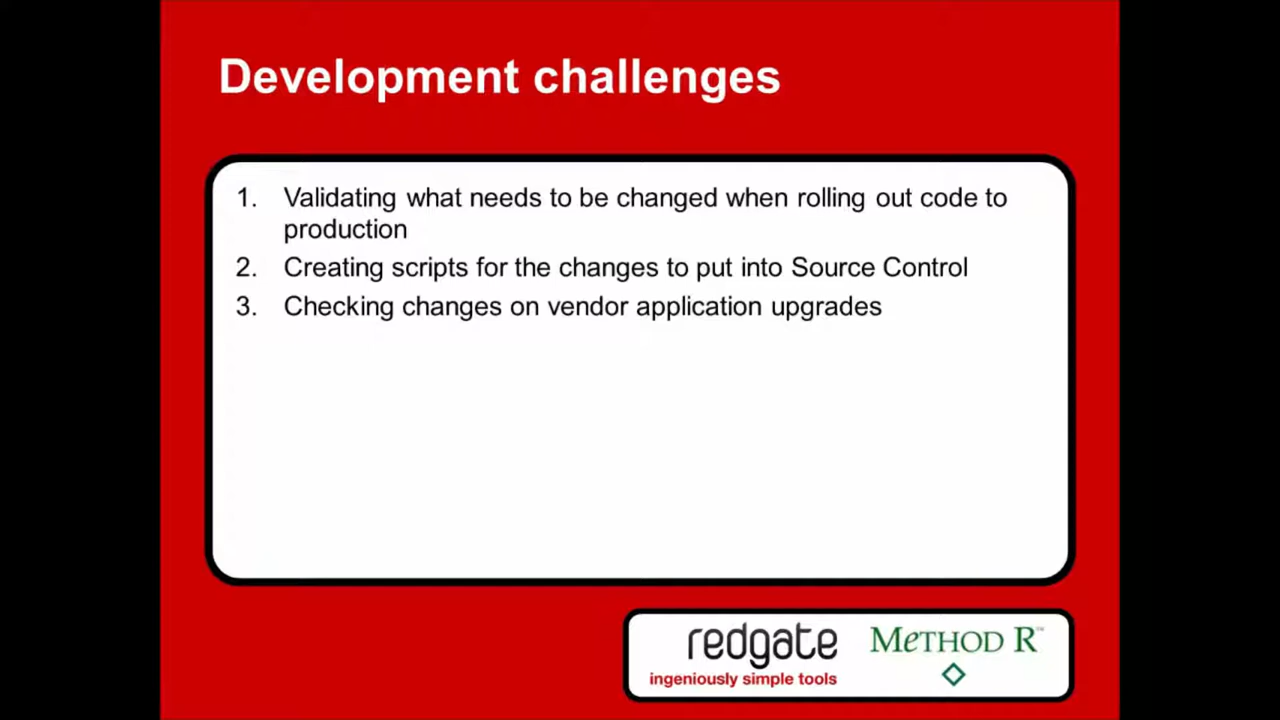 Development challenges
1. Validating what needs to be changed when rolling out code to
production
2. Creating scripts for the changes to put into Source Control
3. Checking changes on vendor application upgrades
redgate
ingeniously simple tools
METHOD R™